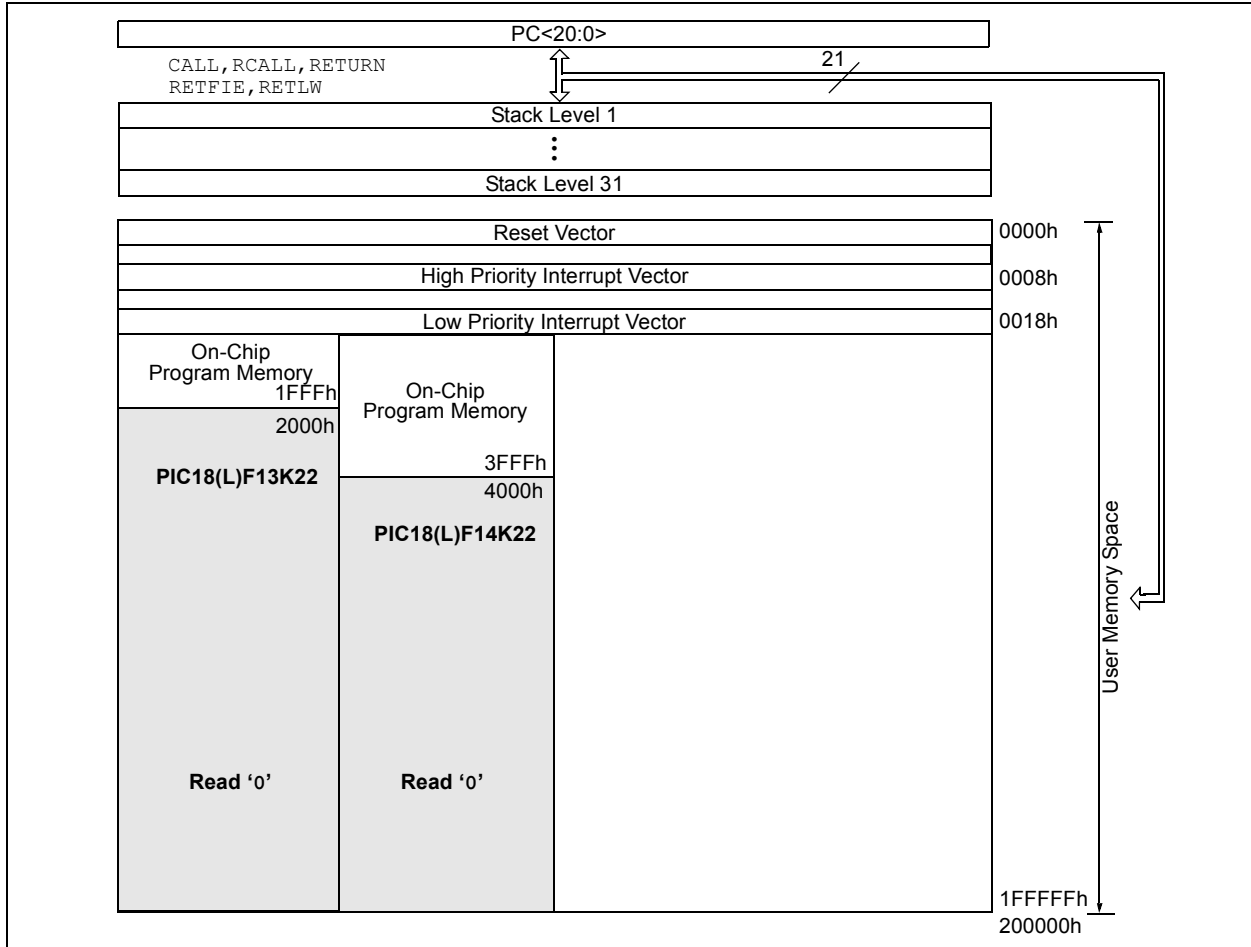 PC<20:0>
CALL,RCALL,RETURN
RETFIE,RETLW
21
Stack Level 1
Stack Level 31
Reset Vector
0000h
High Priority Interrupt Vector
0008h
Low Priority Interrupt Vector
0018h
On-Chip
Program Memory
1FFFh
2000h
PIC18(L)F13K22
Read ‘0’
On-Chip
Program Memory
3FFFh
4000h
PIC18(L)F14K22
Read ‘0’
User Memory Space
1FFFFFh
200000h